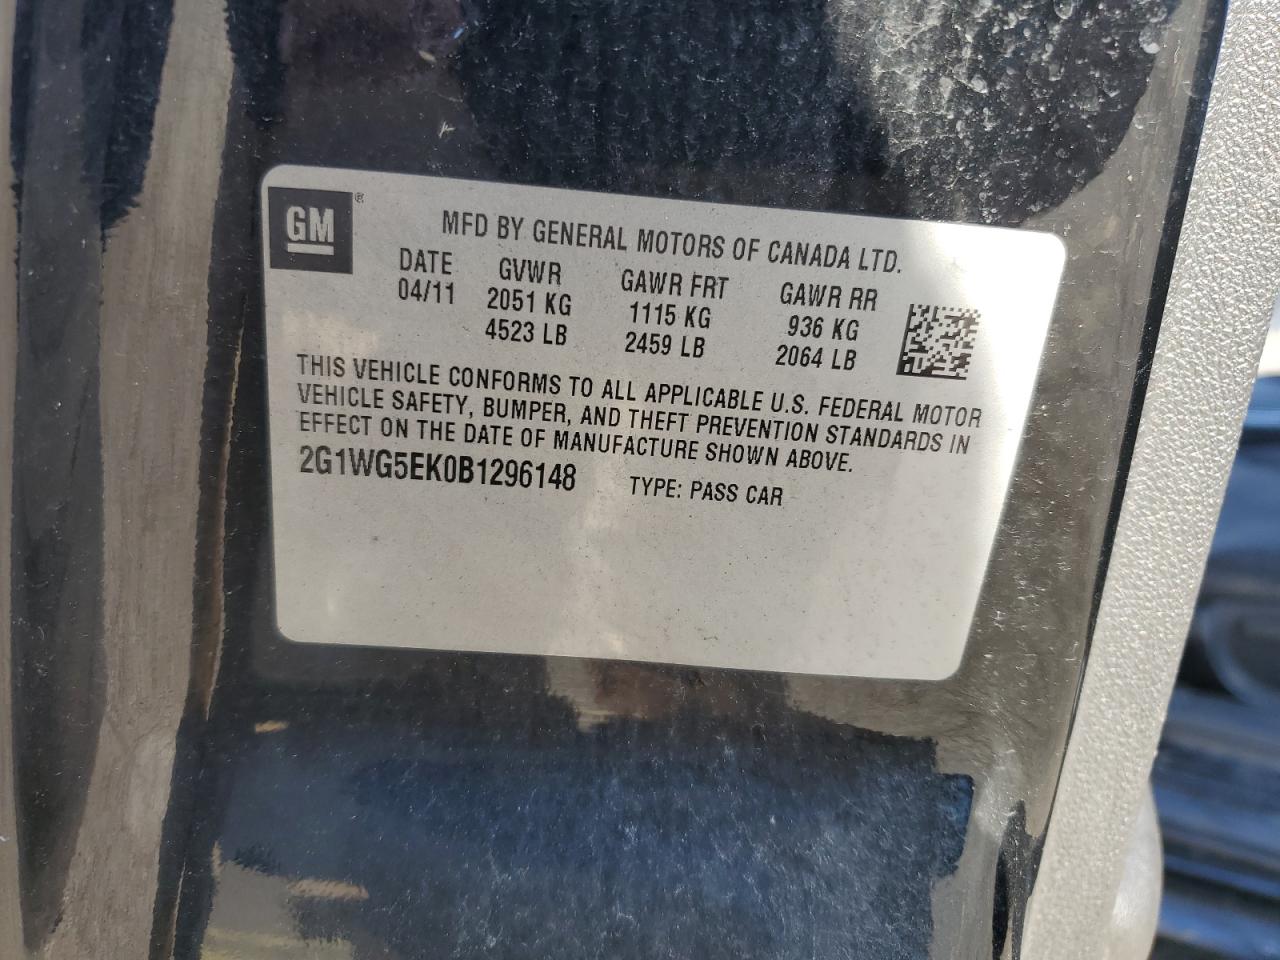 GM®
MFD BY GENERAL MOTORS OF CANADA LTD.
DATE GVWR GAWR FRT GAWR RR
04/11 2051 KG 1115 KG 936 KG
4523 LB 2459 LB 2064 LB
THIS VEHICLE CONFORMS TO ALL APPLICABLE U.S. FEDERAL MOTOR
VEHICLE SAFETY, BUMPER, AND THEFT PREVENTION STANDARDS IN
EFFECT ON THE DATE OF MANUFACTURE SHOWN ABOVE.
2G1WG5EK0B1296148 TYPE: PASS CAR